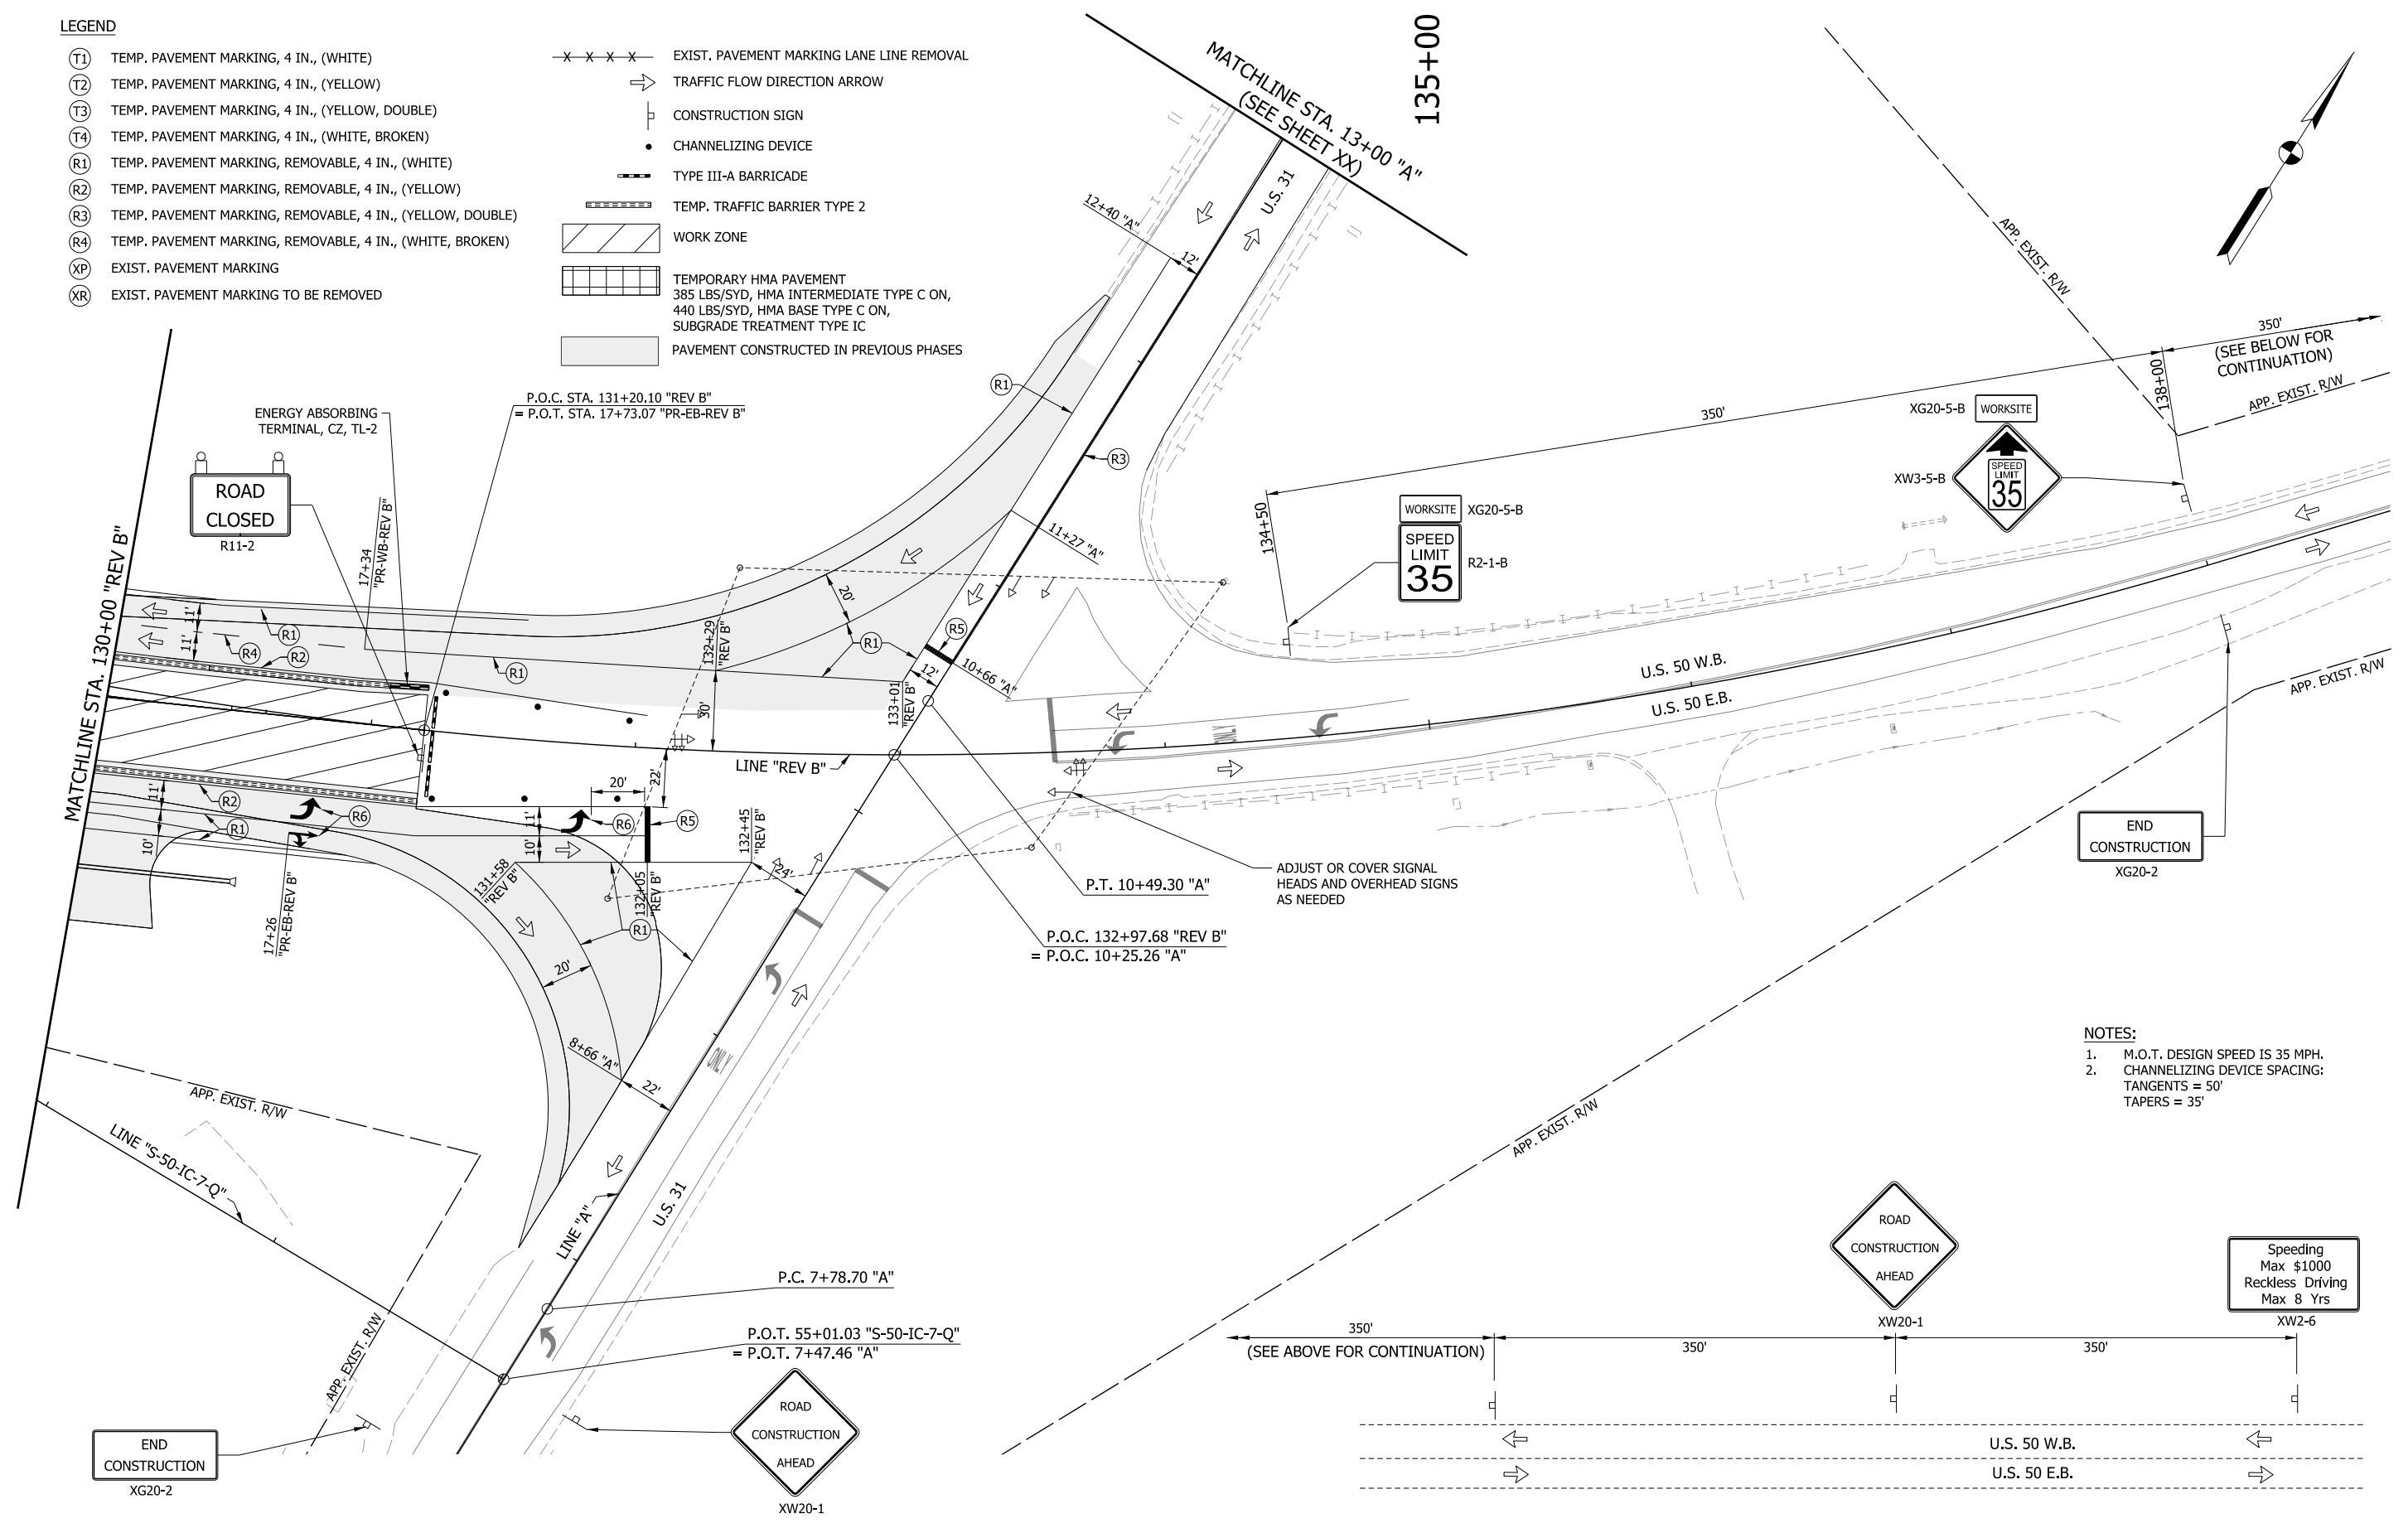 LEGEND
T1 TEMP. PAVEMENT MARKING, 4 IN., (WHITE)
T2 TEMP. PAVEMENT MARKING, 4 IN., (YELLOW)
T3 TEMP. PAVEMENT MARKING, 4 IN., (YELLOW, DOUBLE)
T4 TEMP. PAVEMENT MARKING, 4 IN., (WHITE, BROKEN)
R1 TEMP. PAVEMENT MARKING, REMOVABLE, 4 IN., (WHITE)
R2 TEMP. PAVEMENT MARKING, REMOVABLE, 4 IN., (YELLOW)
R3 TEMP. PAVEMENT MARKING, REMOVABLE, 4 IN., (YELLOW, DOUBLE)
R4 TEMP. PAVEMENT MARKING, REMOVABLE, 4 IN., (WHITE, BROKEN)
XP EXIST. PAVEMENT MARKING
XR EXIST. PAVEMENT MARKING TO BE REMOVED
X X X X EXIST. PAVEMENT MARKING LANE LINE REMOVAL
TRAFFIC FLOW DIRECTION ARROW
CONSTRUCTION SIGN
CHANNELIZING DEVICE
TYPE III-A BARRICADE
TEMP. TRAFFIC BARRIER TYPE 2
WORK ZONE
TEMPORARY HMA PAVEMENT
385 LBS/SYD, HMA INTERMEDIATE TYPE C ON,
440 LBS/SYD, HMA BASE TYPE C ON,
SUBGRADE TREATMENT TYPE IC
PAVEMENT CONSTRUCTED IN PREVIOUS PHASES
MATCHLINE STA. 13+00 "A"
(SEE SHEET XX)
135+00
12+40 "A"
12'
U.S. 31
APP. EXIST. R/W
350'
(SEE BELOW FOR
CONTINUATION)
138+00
APP. EXIST. R/W
350'
XG20-5-B
WORKSITE
SPEED
LIMIT
35
XW3-5-B
134+50
WORKSITE
XG20-5-B
SPEED
LIMIT
35
R2-1-B
P.O.C. STA. 131+20.10 "REV B"
= P.O.T. STA. 17+73.07 "PR-EB-REV B"
ENERGY ABSORBING
TERMINAL, CZ, TL-2
ROAD
CLOSED
R11-2
17+34
"PR-WB-REV B"
MATCHLINE STA. 130+00 "REV B"
R1
R3
11+27 "A"
20'
132+29
"REV B"
R1
R5
12'
10+66 "A"
133+01
"REV B"
30'
11'
11'
R1
R4
R2
R1
LINE "REV B"
22'
20'
11'
10'
R2
R1
R6
R6
R5
11'
10'
132+45
"REV B"
132+05
"REV B"
131+58
"REV B"
24'
17+26
"PR-EB-REV B"
R1
20'
8+66 "A"
22'
ONLY
ONLY
U.S. 50 W.B.
U.S. 50 E.B.
APP. EXIST. R/W
END
CONSTRUCTION
XG20-2
ADJUST OR COVER SIGNAL
HEADS AND OVERHEAD SIGNS
AS NEEDED
P.T. 10+49.30 "A"
P.O.C. 132+97.68 "REV B"
= P.O.C. 10+25.26 "A"
NOTES:
1. M.O.T. DESIGN SPEED IS 35 MPH.
2. CHANNELIZING DEVICE SPACING:
TANGENTS = 50'
TAPERS = 35'
APP. EXIST. R/W
APP. EXIST. R/W
LINE "S-50-IC-7-Q"
LINE "A"
U.S. 31
P.C. 7+78.70 "A"
P.O.T. 55+01.03 "S-50-IC-7-Q"
= P.O.T. 7+47.46 "A"
APP. EXIST. R/W
END
CONSTRUCTION
XG20-2
ROAD
CONSTRUCTION
AHEAD
XW20-1
ROAD
CONSTRUCTION
AHEAD
XW20-1
Speeding
Max $1000
Reckless Driving
Max 8 Yrs
XW2-6
350'
(SEE ABOVE FOR CONTINUATION)
350'
350'
U.S. 50 W.B.
U.S. 50 E.B.